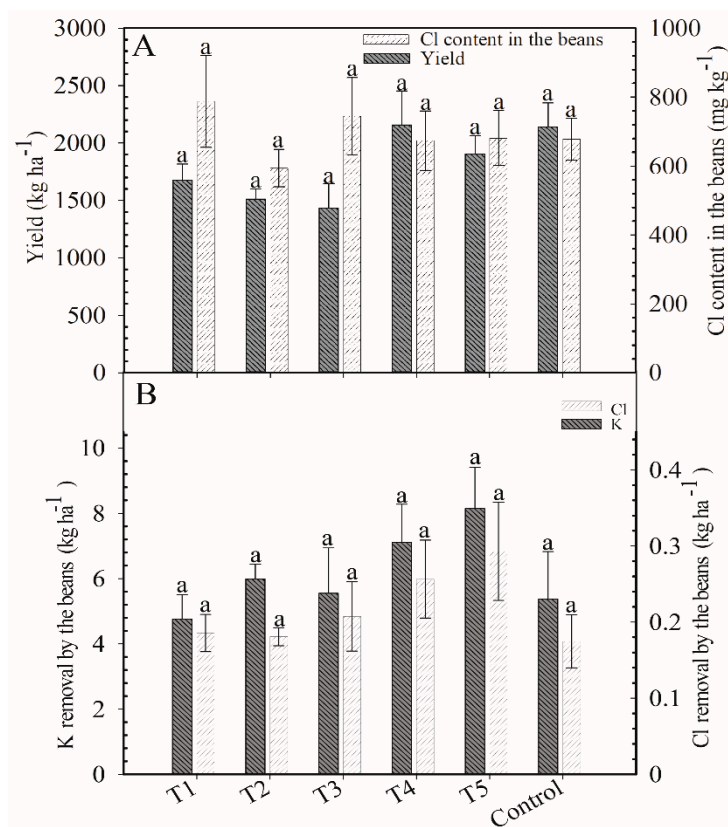 A
Cl content in the beans
Yield
3000
2500
2000
1500
1000
500
0
Yield (kg ha-1)
1000
800
600
400
200
0
Cl content in the beans (mg kg-1)
a a a a a a a a a a a a
B
Cl
K
10
8
6
4
2
0
K removal by the beans (kg ha-1)
0.4
0.3
0.2
0.1
0
Cl removal by the beans (kg ha-1)
a a a a a a a a a a a a
T1 T2 T3 T4 T5 Control